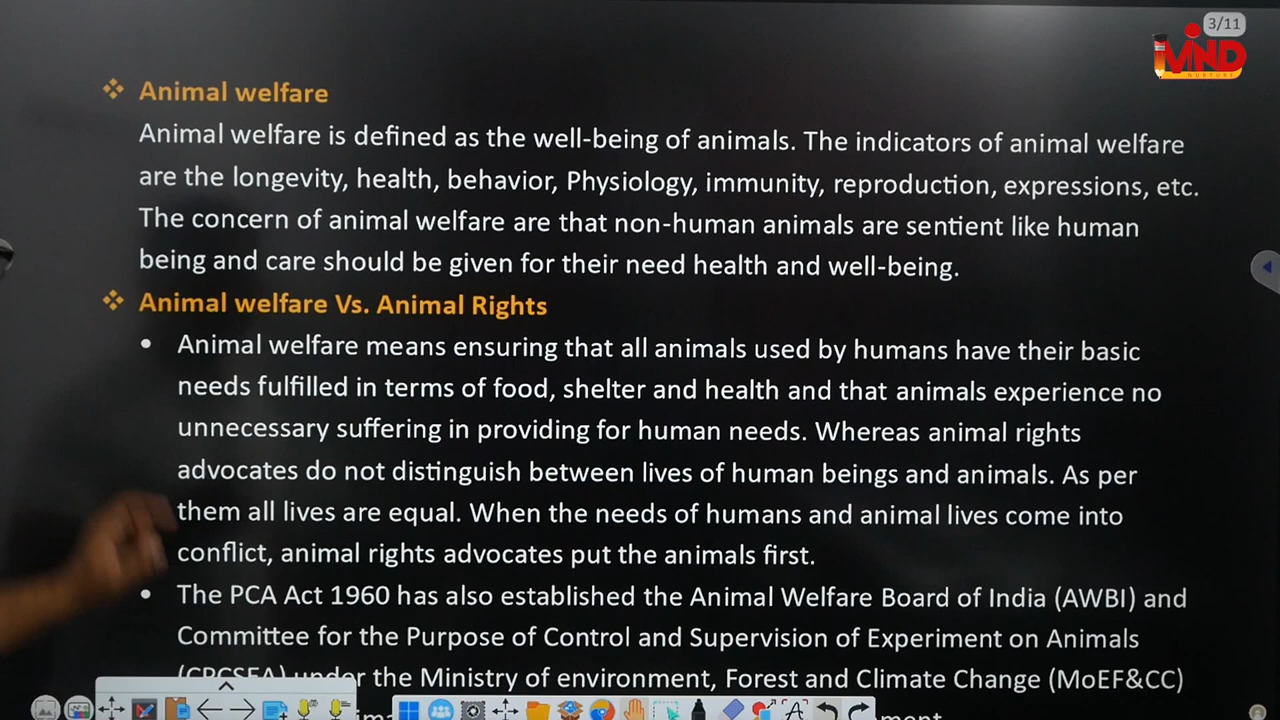 3/11
MIND
NURTURE
❖ Animal welfare
Animal welfare is defined as the well-being of animals. The indicators of animal welfare
are the longevity, health, behavior, Physiology, immunity, reproduction, expressions, etc.
The concern of animal welfare are that non-human animals are sentient like human
being and care should be given for their need health and well-being.
❖ Animal welfare Vs. Animal Rights
• Animal welfare means ensuring that all animals used by humans have their basic
needs fulfilled in terms of food, shelter and health and that animals experience no
unnecessary suffering in providing for human needs. Whereas animal rights
advocates do not distinguish between lives of human beings and animals. As per
them all lives are equal. When the needs of humans and animal lives come into
conflict, animal rights advocates put the animals first.
• The PCA Act 1960 has also established the Animal Welfare Board of India (AWBI) and
Committee for the Purpose of Control and Supervision of Experiment on Animals
(CPCSEA) under the Ministry of environment, Forest and Climate Change (MoEF&CC)